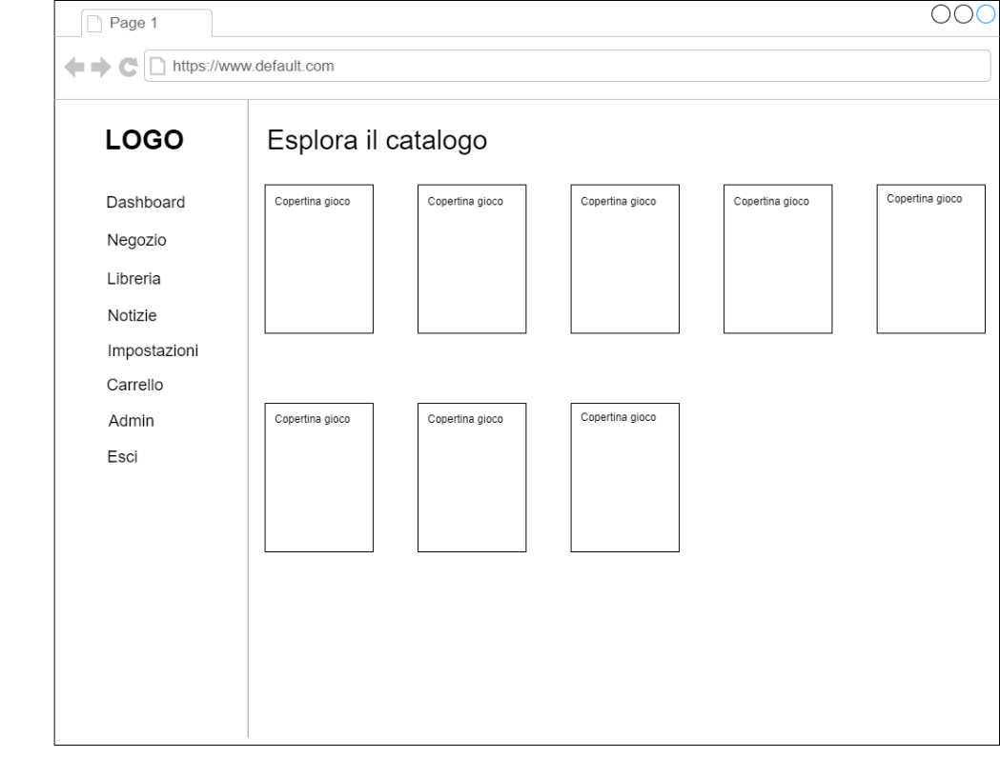 Page 1
https://www.default.com
LOGO
Dashboard
Negozio
Libreria
Notizie
Impostazioni
Carrello
Admin
Esci
Esplora il catalogo
Copertina gioco
Copertina gioco
Copertina gioco
Copertina gioco
Copertina gioco
Copertina gioco
Copertina gioco
Copertina gioco